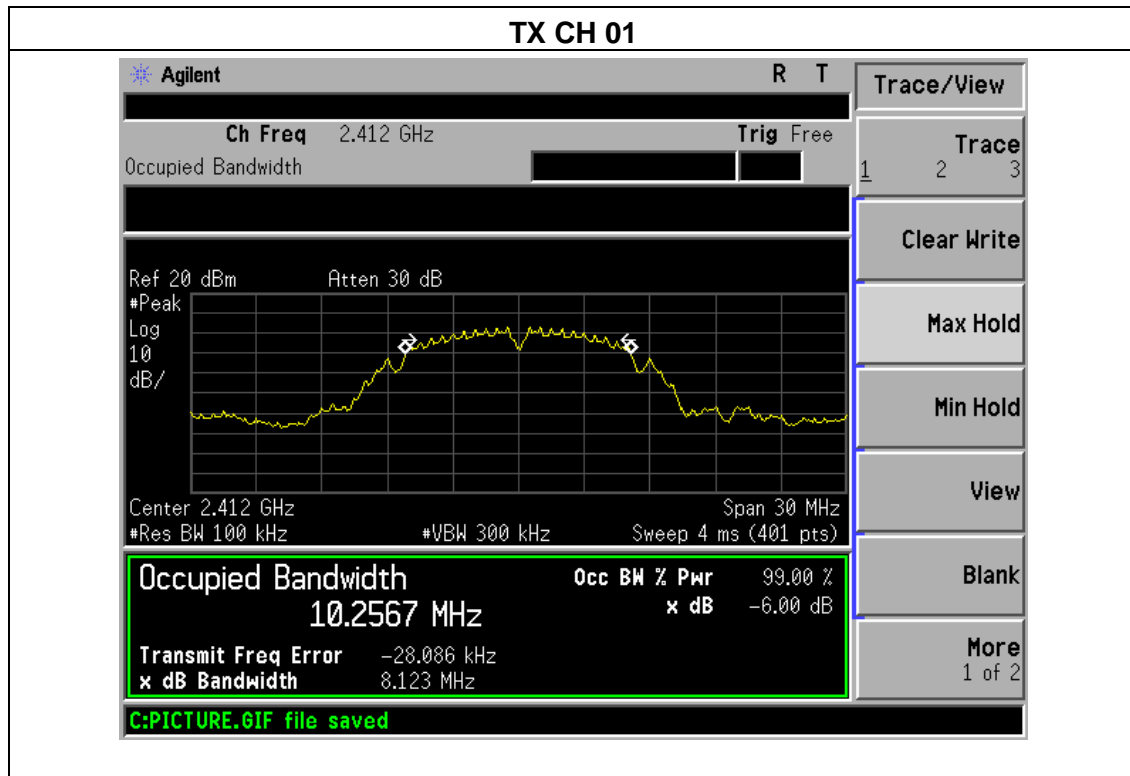 TX CH 01
Agilent R T
Trace/View
Ch Freq 2.412 GHz Trig Free
Occupied Bandwidth
Trace
1 2 3
Clear Write
Ref 20 dBm Atten 30 dB
#Peak
Log
10
dB/
Max Hold
Min Hold
Center 2.412 GHz Span 30 MHz
#Res BW 100 kHz #VBW 300 kHz Sweep 4 ms (401 pts)
View
Occupied Bandwidth Occ BW % Pwr 99.00 %
10.2567 MHz x dB -6.00 dB
Blank
Transmit Freq Error -28.086 kHz
x dB Bandwidth 8.123 MHz
More
1 of 2
C:PICTURE.GIF file saved